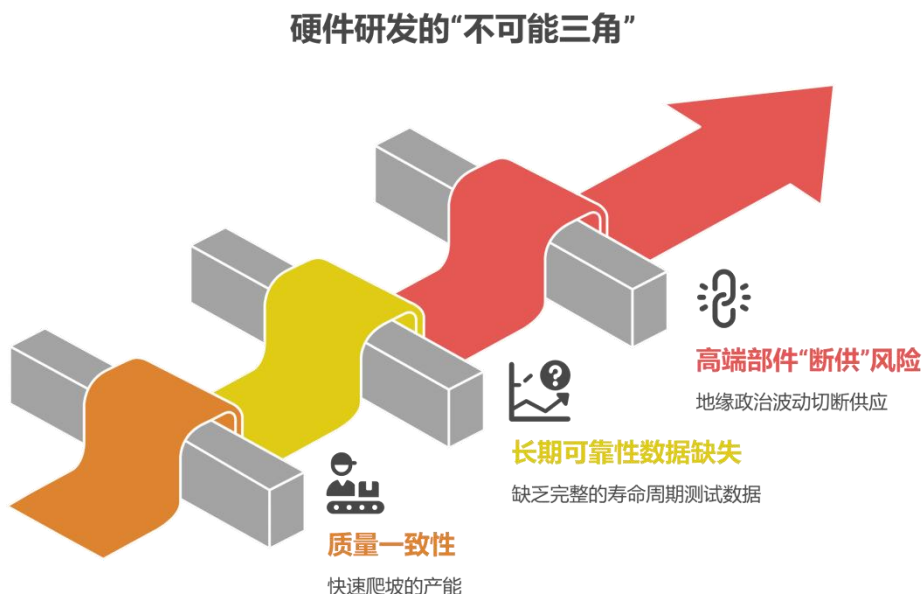 硬件研发的“不可能三角”
高端部件“断供”风险
地缘政治波动切断供应
长期可靠性数据缺失
缺乏完整的寿命周期测试数据
质量一致性
快速爬坡的产能